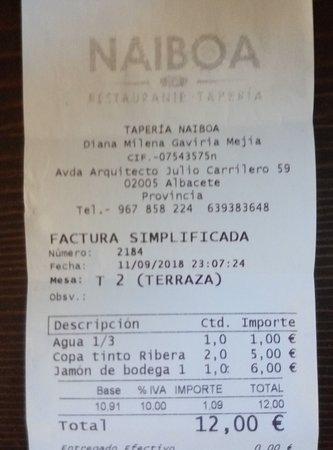 NAIBOA
RESTAURANTE TAPERÍA
TAPERÍA NAIBOA
Diana Milena Gaviria Mejía
CIF.-07543575n
Avda Arquitecto Julio Carrilero 59
02005 Albacete
Provincia
Tel.- 967 858 224 639383648
FACTURA SIMPLIFICADA
Número: 2184
Fecha: 11/09/2018 23:07:24
Mesa: T 2 (TERRAZA)
Obsv.:
Descripción Ctd. Importe
Agua 1/3 1,0 1,00 €
Copa tinto Ribera 2,0 5,00 €
Jamón de bodega 1 1,0 6,00 €
Base % IVA IMPORTE TOTAL
10.91 10.00 1.09 12.00
Total 12,00 €
Entregado Efectivo 0,00 €